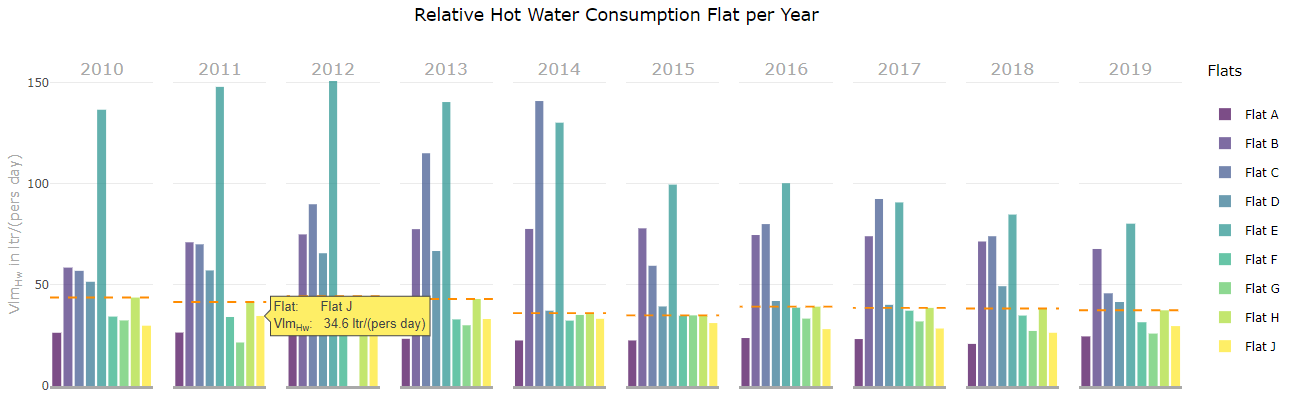 Relative Hot Water Consumption Flat per Year
2010 2011 2012 2013 2014 2015 2016 2017 2018 2019
Flats
150
100
50
0
Vlm_Hw in ltr/(pers day)
Flat: Flat J
Vlm_Hw: 34.6 ltr/(pers day)
Flat A
Flat B
Flat C
Flat D
Flat E
Flat F
Flat G
Flat H
Flat J